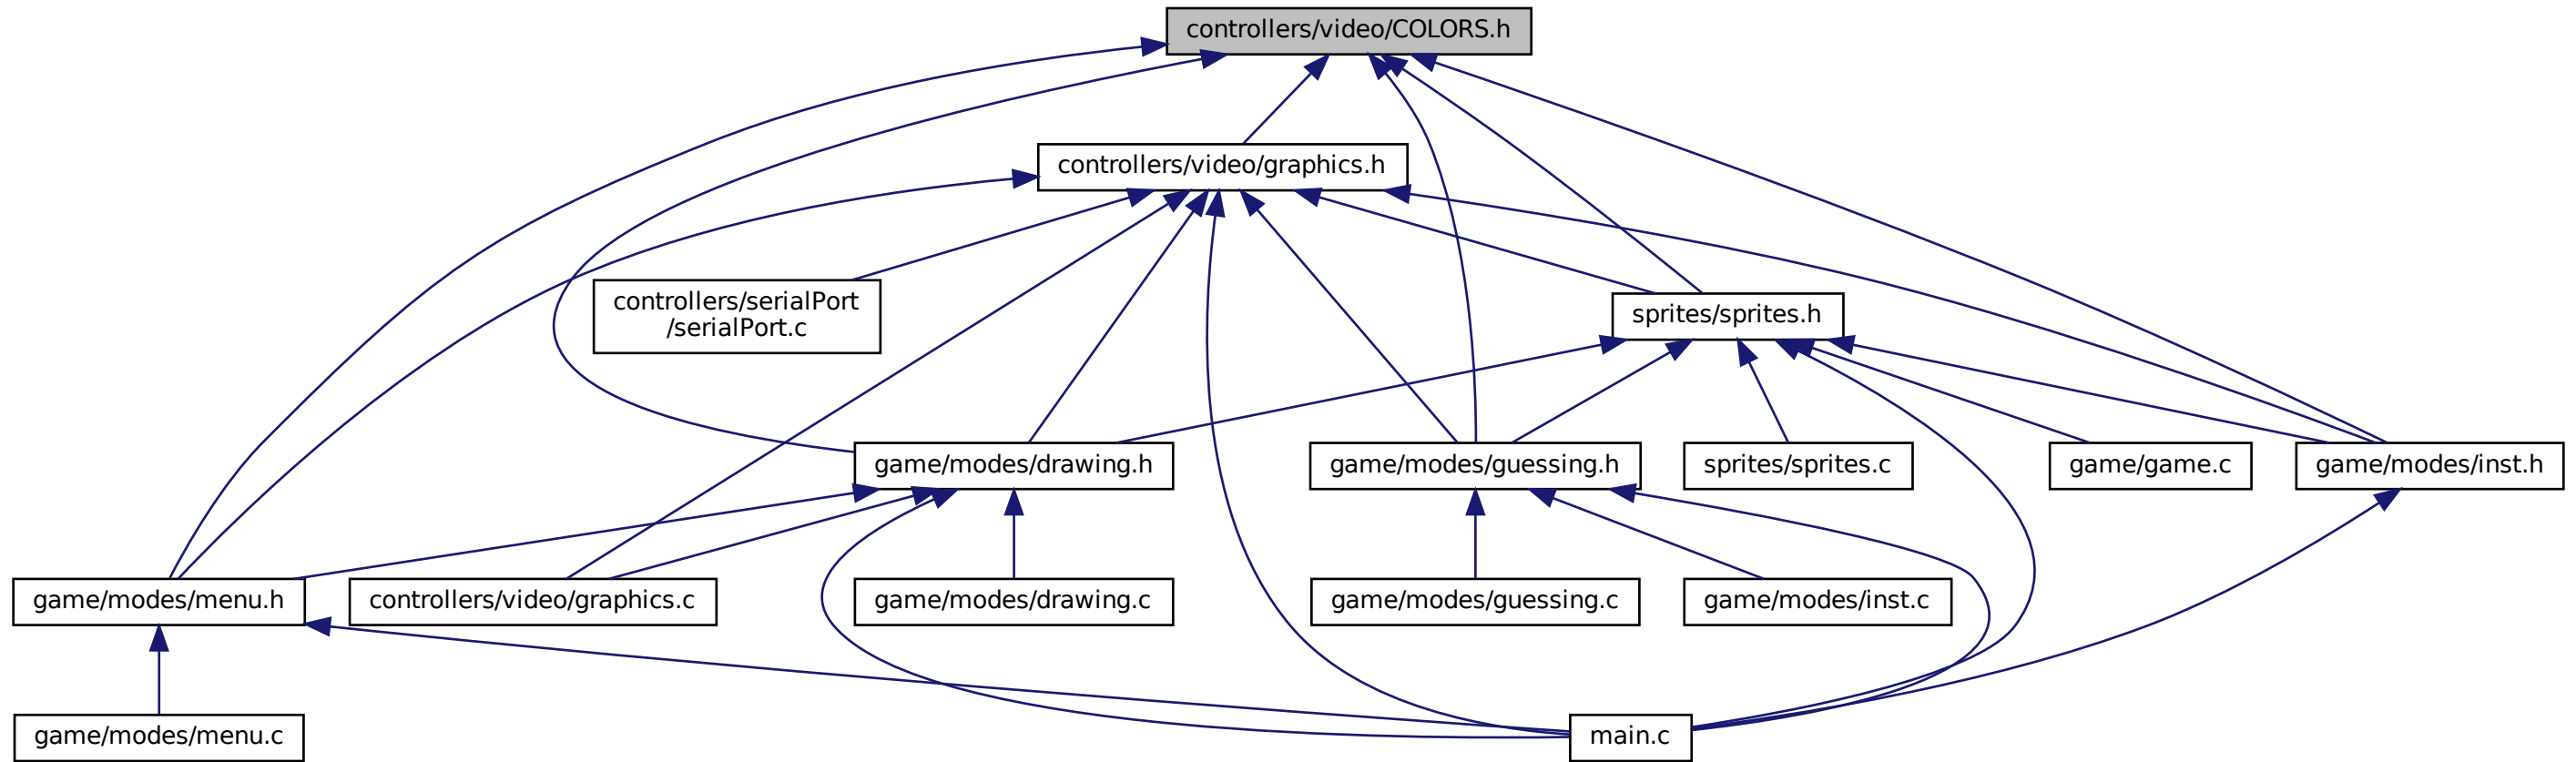 controllers/video/COLORS.h
controllers/video/graphics.h
controllers/serialPort
/serialPort.c
sprites/sprites.h
game/modes/drawing.h
game/modes/guessing.h
sprites/sprites.c
game/game.c
game/modes/inst.h
game/modes/menu.h
controllers/video/graphics.c
game/modes/drawing.c
game/modes/guessing.c
game/modes/inst.c
game/modes/menu.c
main.c